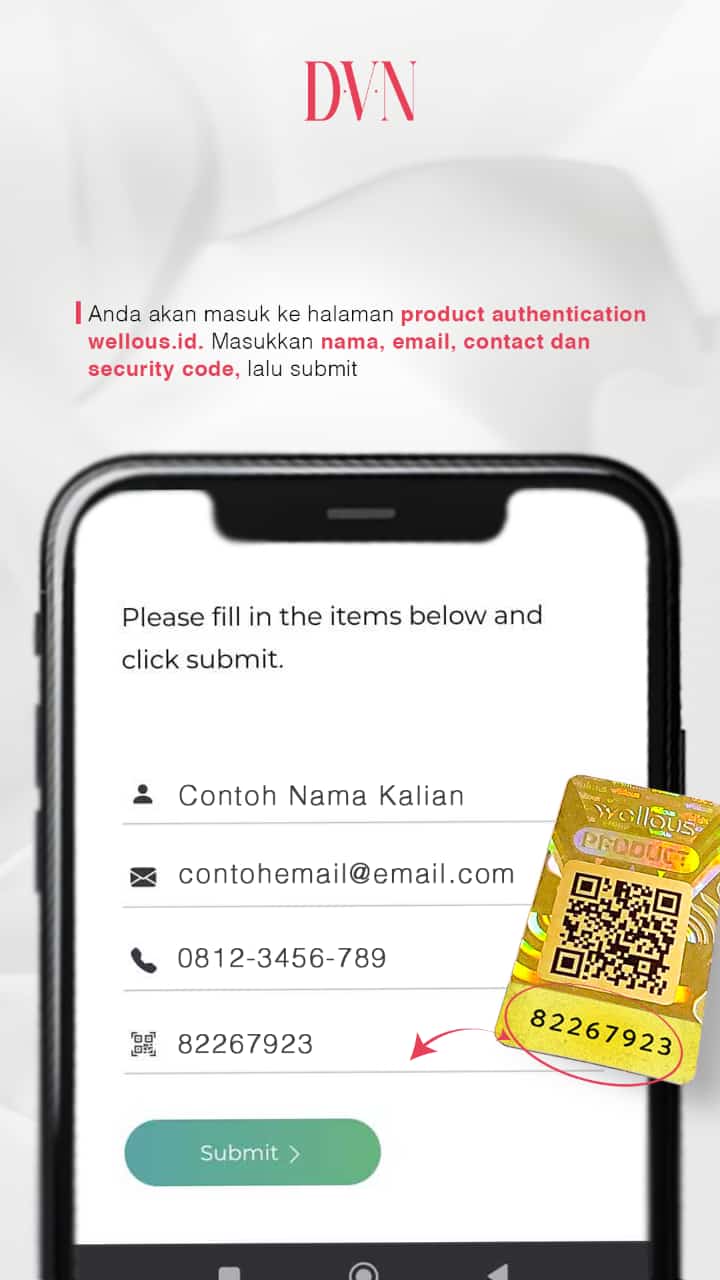 D·V·N
Anda akan masuk ke halaman product authentication
wellous.id. Masukkan nama, email, contact dan
security code, lalu submit
Please fill in the items below and
click submit.
Contoh Nama Kalian
contohemail@email.com
0812-3456-789
82267923
Submit >
wellous
PRODUCT
82267923